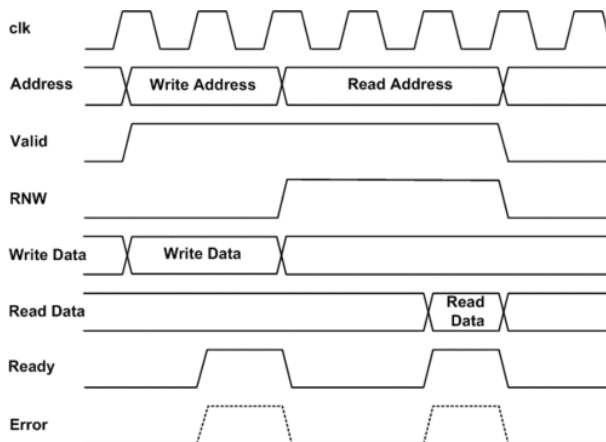 clk
Address
Write Address
Read Address
Valid
RNW
Write Data
Write Data
Read Data
Read
Data
Ready
Error